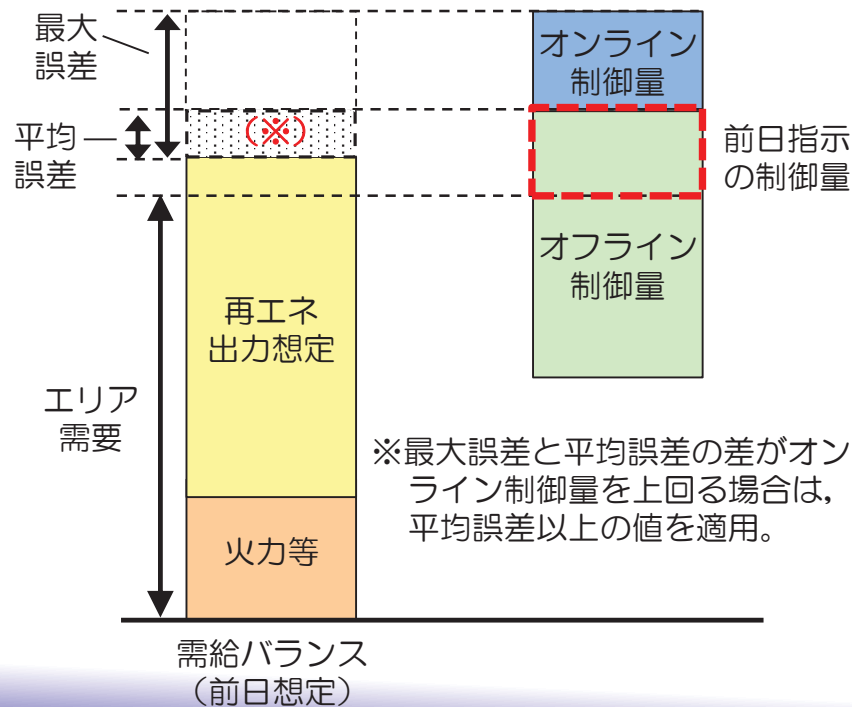 最大
誤差
平均
誤差
(※)
オンライン
制御量
前日指示
の制御量
オフライン
制御量
再エネ
出力想定
エリア
需要
火力等
※最大誤差と平均誤差の差がオン
ライン制御量を上回る場合は,
平均誤差以上の値を適用。
需給バランス
(前日想定)